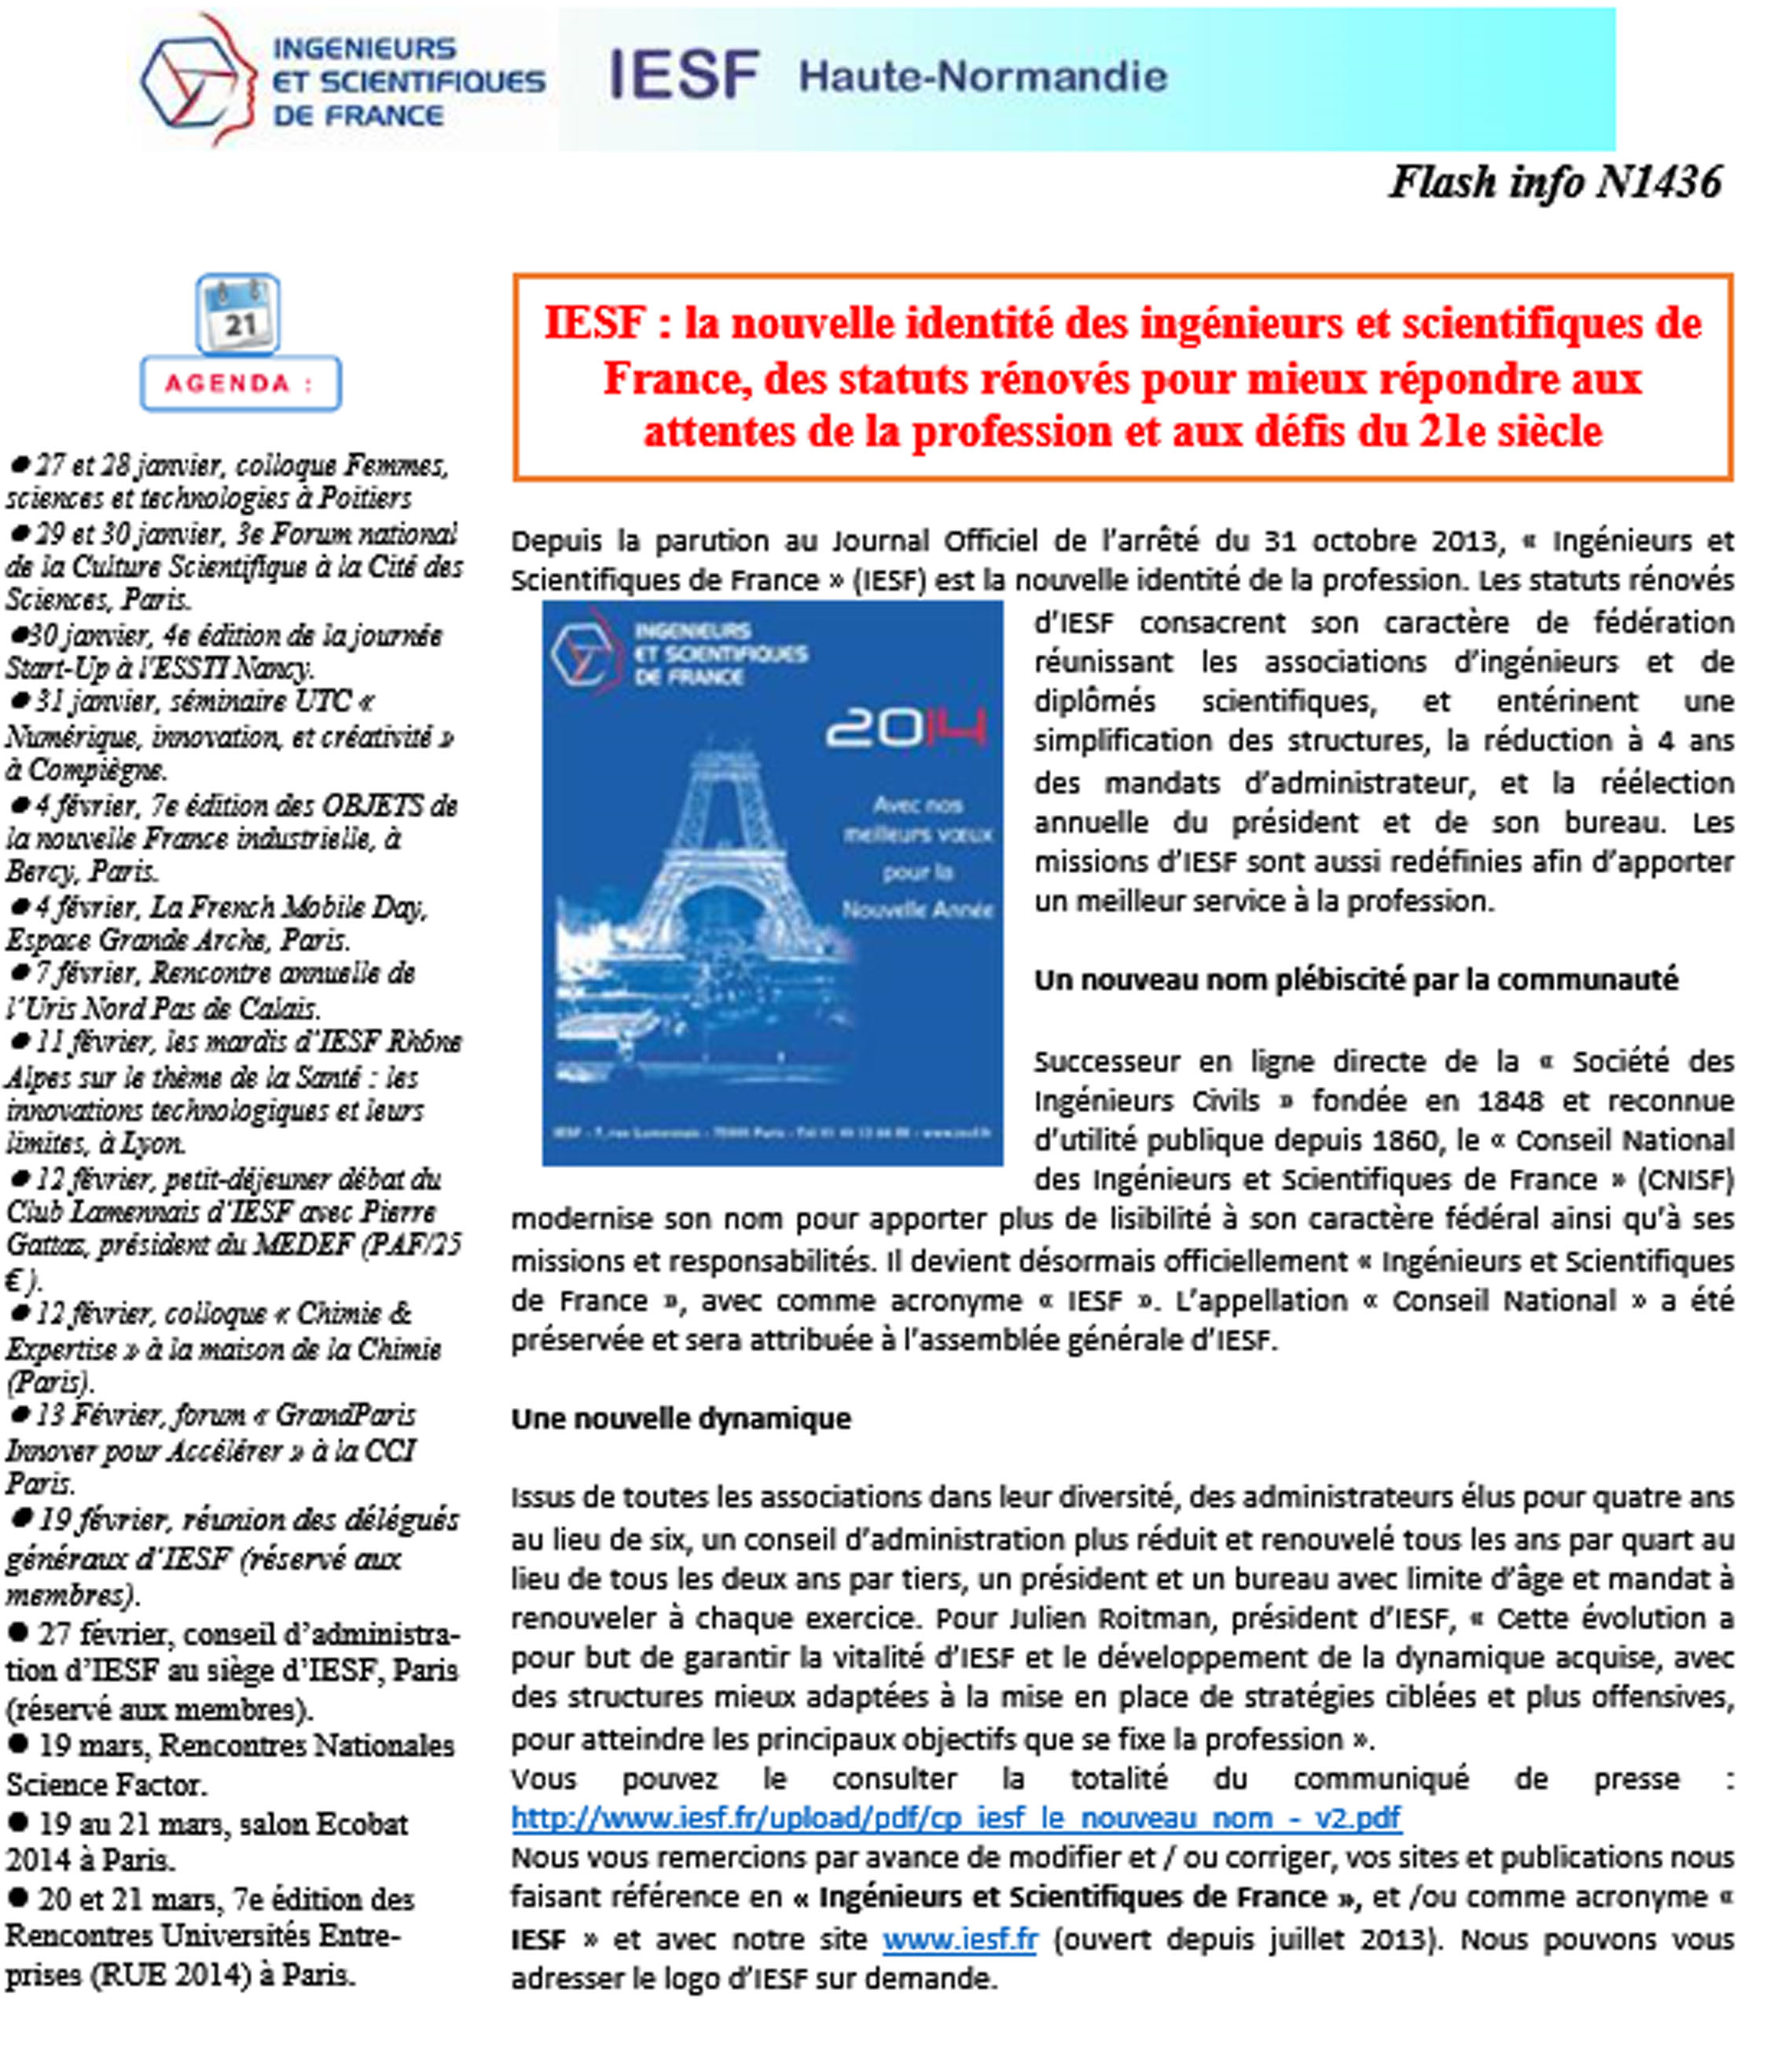 INGENIEURS
ET SCIENTIFIQUES
DE FRANCE
IESF Haute-Normandie
Flash info N1436
21
AGENDA :
● 27 et 28 janvier, colloque Femmes,
sciences et technologies à Poitiers
● 29 et 30 janvier, 3e Forum national
de la Culture Scientifique à la Cité des
Sciences, Paris.
●30 janvier, 4e édition de la journée
Start-Up à l'ESSTI Nancy.
● 31 janvier, séminaire UTC «
Numérique, innovation, et créativité »
à Compiègne.
● 4 février, 7e édition des OBJETS de
la nouvelle France industrielle, à
Bercy, Paris.
● 4 février, La French Mobile Day,
Espace Grande Arche, Paris.
● 7 février, Rencontre annuelle de
l'Uris Nord Pas de Calais.
● 11 février, les mardis d'IESF Rhône
Alpes sur le thème de la Santé : les
innovations technologiques et leurs
limites, à Lyon.
● 12 février, petit-déjeuner débat du
Club Lamennais d'IESF avec Pierre
Gattaz, président du MEDEF (PAF/25
€ ).
● 12 février, colloque « Chimie &
Expertise » à la maison de la Chimie
(Paris).
● 13 Février, forum « GrandParis
Innover pour Accélérer » à la CCI
Paris.
● 19 février, réunion des délégués
généraux d'IESF (réservé aux
membres).
● 27 février, conseil d'administra-
tion d'IESF au siège d'IESF, Paris
(réservé aux membres).
● 19 mars, Rencontres Nationales
Science Factor.
● 19 au 21 mars, salon Ecobat
2014 à Paris.
● 20 et 21 mars, 7e édition des
Rencontres Universités Entre-
prises (RUE 2014) à Paris.
IESF : la nouvelle identité des ingénieurs et scientifiques de
France, des statuts rénovés pour mieux répondre aux
attentes de la profession et aux défis du 21e siècle
Depuis la parution au Journal Officiel de l'arrêté du 31 octobre 2013, « Ingénieurs et
Scientifiques de France » (IESF) est la nouvelle identité de la profession. Les statuts rénovés
d'IESF consacrent son caractère de fédération
réunissant les associations d'ingénieurs et de
diplômés scientifiques, et entérinent une
simplification des structures, la réduction à 4 ans
des mandats d'administrateur, et la réélection
annuelle du président et de son bureau. Les
missions d'IESF sont aussi redéfinies afin d'apporter
un meilleur service à la profession.
INGENIEURS
ET SCIENTIFIQUES
DE FRANCE
2014
Avec nos
meilleurs vœux
pour la
Nouvelle Année
Un nouveau nom plébiscité par la communauté
Successeur en ligne directe de la « Société des
Ingénieurs Civils » fondée en 1848 et reconnue
d'utilité publique depuis 1860, le « Conseil National
des Ingénieurs et Scientifiques de France » (CNISF)
modernise son nom pour apporter plus de lisibilité à son caractère fédéral ainsi qu'à ses
missions et responsabilités. Il devient désormais officiellement « Ingénieurs et Scientifiques
de France », avec comme acronyme « IESF ». L'appellation « Conseil National » a été
préservée et sera attribuée à l'assemblée générale d'IESF.
Une nouvelle dynamique
Issus de toutes les associations dans leur diversité, des administrateurs élus pour quatre ans
au lieu de six, un conseil d'administration plus réduit et renouvelé tous les ans par quart au
lieu de tous les deux ans par tiers, un président et un bureau avec limite d'âge et mandat à
renouveler à chaque exercice. Pour Julien Roitman, président d'IESF, « Cette évolution a
pour but de garantir la vitalité d'IESF et le développement de la dynamique acquise, avec
des structures mieux adaptées à la mise en place de stratégies ciblées et plus offensives,
pour atteindre les principaux objectifs que se fixe la profession ».
Vous pouvez le consulter la totalité du communiqué de presse :
http://www.iesf.fr/upload/pdf/cp_iesf_le_nouveau_nom_-_v2.pdf
Nous vous remercions par avance de modifier et / ou corriger, vos sites et publications nous
faisant référence en « Ingénieurs et Scientifiques de France », et /ou comme acronyme «
IESF » et avec notre site www.iesf.fr (ouvert depuis juillet 2013). Nous pouvons vous
adresser le logo d'IESF sur demande.